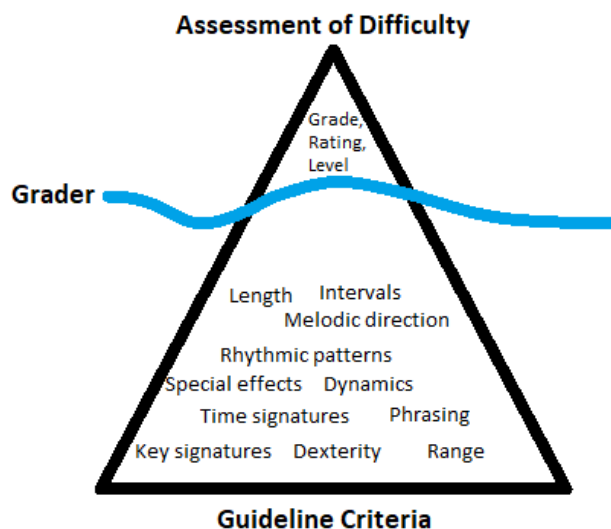 Assessment of Difficulty
Grade,
Rating,
Level
Grader
Length Intervals
Melodic direction
Rhythmic patterns
Special effects Dynamics
Time signatures Phrasing
Key signatures Dexterity Range
Guideline Criteria